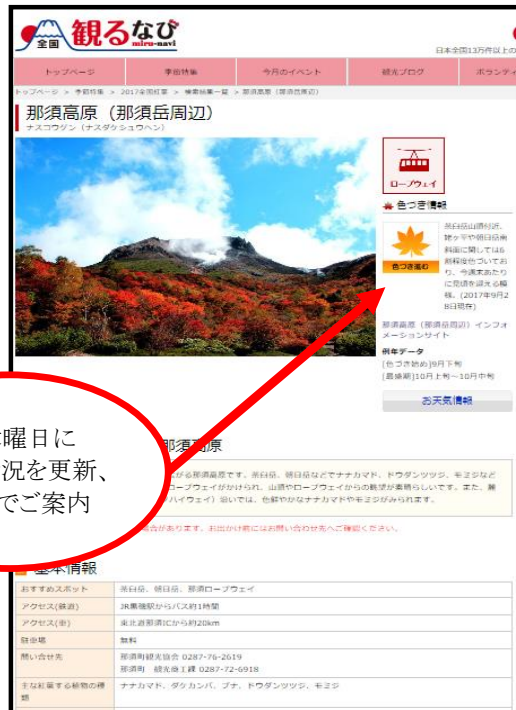 全国 観るなび
miru-navi
日本全国13万件以上の
トップページ 季節特集 今月のイベント 観光ブログ ボランティ
トップページ > 季節特集 > 2017全国紅葉 > 検索結果一覧 > 那須高原（那須岳周辺）
那須高原（那須岳周辺）
ナスコウゲン（ナスダケシュウヘン）
ロープウェイ
色づき情報
色づき進む
茶臼岳山頂付近、
姥ヶ平や朝日岳南
斜面に関しては6
割程度色づいてお
り、今週末あたり
に見頃を迎える模
様。(2017年9月2
8日現在)
那須高原（那須岳周辺）インフォ
メーションサイト
例年データ
[色づき始め]9月下旬
[最盛期]10月上旬～10月中旬
お天気情報
曜日に
況を更新、
でご案内
那須高原
がる那須高原です。茶臼岳、朝日岳などでナナカマド、ドウダンツツジ、モミジなど
ロープウェイがかけられ、山頂やロープウェイからの眺望が素晴らしいです。また、
ハイウェイ）沿いでは、色鮮やかなナナカマドやモミジがみられます。
場合があります。お出かけ前にはお問い合わせ先へご確認ください。
基本情報
おすすめスポット 茶臼岳、朝日岳、那須ロープウェイ
アクセス(鉄道) JR黒磯駅からバス約1時間
アクセス(車) 東北道那須ICから約20km
駐車場 無料
問い合せ先 那須町観光協会 0287-76-2619
那須町 観光商工課 0287-72-6918
主な紅葉する植物の種類 ナナカマド、ダケカンバ、ブナ、ドウダンツツジ、モミジ